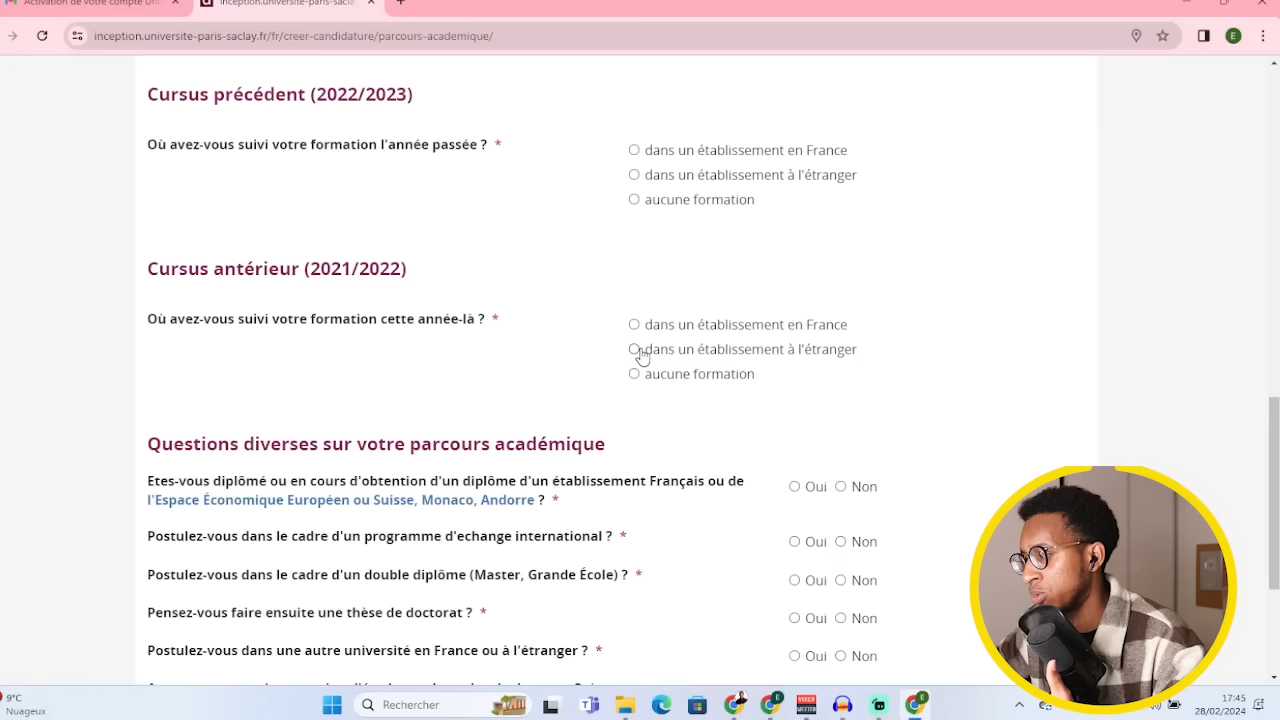 Activation de votre compte
inception.universite-paris-sacla
inception.universite-paris-saclay.fr/fr/creer-candidature/parcours-academique/
E
Cursus précédent (2022/2023)
Où avez-vous suivi votre formation l'année passée ? *
dans un établissement en France
dans un établissement à l'étranger
aucune formation
Cursus antérieur (2021/2022)
Où avez-vous suivi votre formation cette année-là ? *
dans un établissement en France
dans un établissement à l'étranger
aucune formation
Questions diverses sur votre parcours académique
Etes-vous diplômé ou en cours d'obtention d'un diplôme d'un établissement Français ou de
l'Espace Économique Européen ou Suisse, Monaco, Andorre ? *
Oui Non
Postulez-vous dans le cadre d'un programme d'echange international ? *
Oui Non
Postulez-vous dans le cadre d'un double diplôme (Master, Grande École) ? *
Oui Non
Pensez-vous faire ensuite une thèse de doctorat ? *
Oui Non
Postulez-vous dans une autre université en France ou à l'étranger ? *
Oui Non
9°C
Nuageux
Rechercher
17:45
28/02/2024